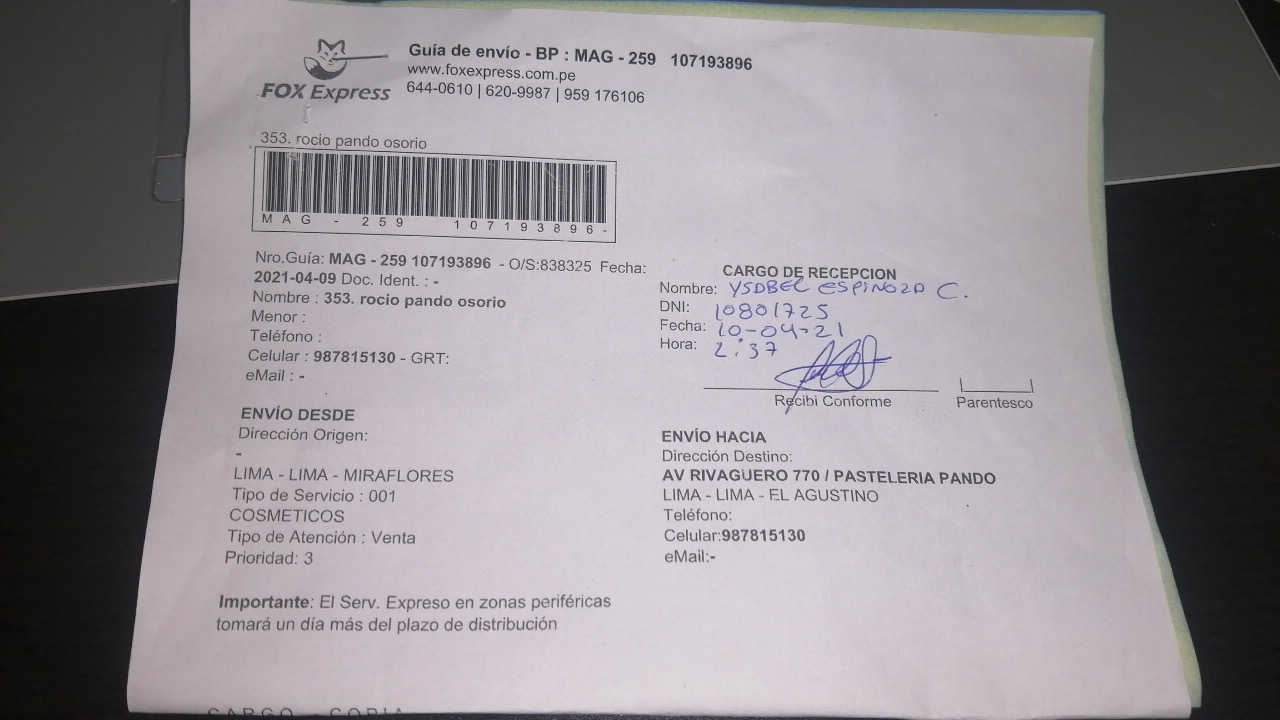 Guía de envío - BP : MAG - 259 107193896
www.foxexpress.com.pe
644-0610 | 620-9987 | 959 176106
FOX Express
353. rocio pando osorio
MAG - 259 107193896-
Nro.Guía: MAG - 259 107193896 - O/S:838325 Fecha:
2021-04-09 Doc. Ident. : -
Nombre : 353. rocio pando osorio
Menor :
Teléfono :
Celular : 987815130 - GRT:
eMail : -
CARGO DE RECEPCION
Nombre: YSABEL ESPINOZA C.
DNI: 10801725
Fecha: 10-04-21
Hora: 2:37
Recibi Conforme
Parentesco
ENVÍO DESDE
Dirección Origen:
-
LIMA - LIMA - MIRAFLORES
Tipo de Servicio : 001
COSMETICOS
Tipo de Atención : Venta
Prioridad: 3
ENVÍO HACIA
Dirección Destino:
AV RIVAGUERO 770 / PASTELERIA PANDO
LIMA - LIMA - EL AGUSTINO
Teléfono:
Celular:987815130
eMail:-
Importante: El Serv. Expreso en zonas periféricas
tomará un día más del plazo de distribución
CARGO - COPIA